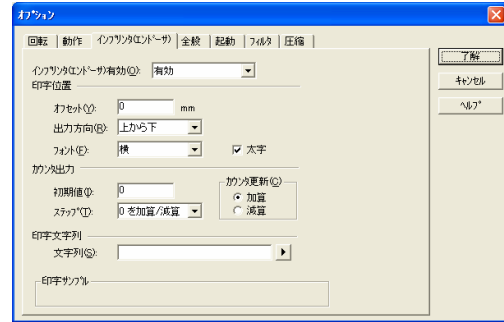 オプション
回転 動作 インプリンタ(エンドーサ) 全般 起動 フィルタ 圧縮
了解
キャンセル
ヘルプ
インプリンタ(エンドーサ)有効(O): 有効
印字位置
オフセット(Y): 0 mm
出力方向(R): 上から下
フォント(F): 横 太字
カウンタ出力
初期値(I): 0
ステップ(T): 0 を加算/減算
カウンタ更新(C)
加算
減算
印字文字列
文字列(S):
印字サンプル